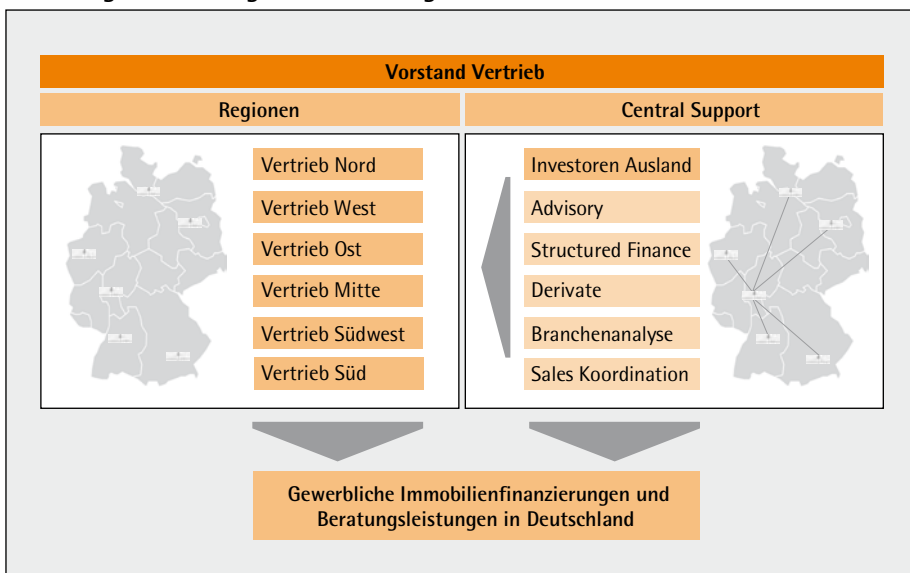 Vorstand Vertrieb
Regionen
Central Support
Vertrieb Nord
Vertrieb West
Vertrieb Ost
Vertrieb Mitte
Vertrieb Südwest
Vertrieb Süd
Investoren Ausland
Advisory
Structured Finance
Derivate
Branchenanalyse
Sales Koordination
Gewerbliche Immobilienfinanzierungen und
Beratungsleistungen in Deutschland